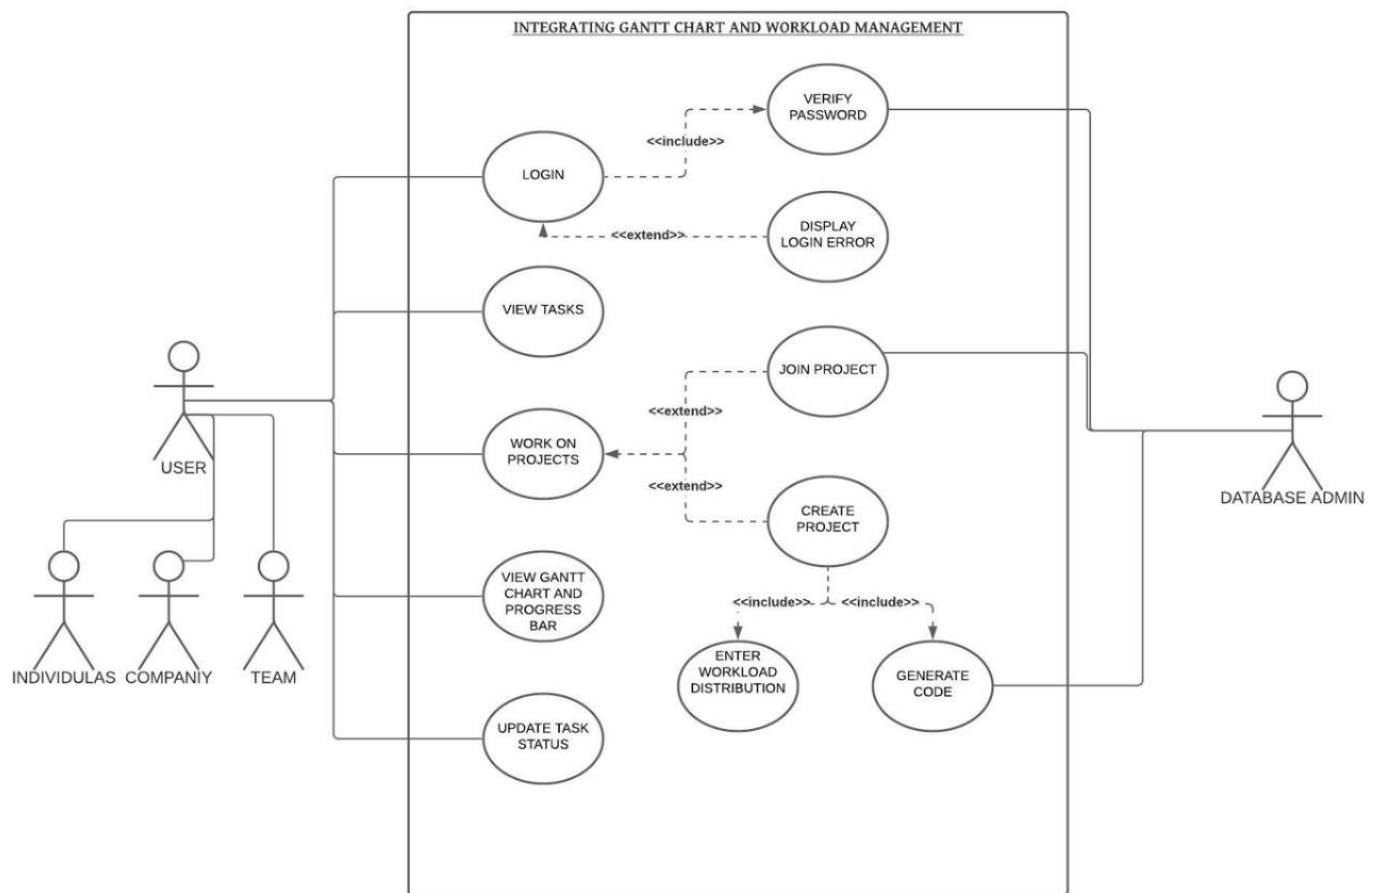 INTEGRATING GANTT CHART AND WORKLOAD MANAGEMENT
VERIFY
PASSWORD
<<include>>
LOGIN
DISPLAY
LOGIN ERROR
<<extend>>
VIEW TASKS
JOIN PROJECT
<<extend>>
WORK ON
PROJECTS
USER
<<extend>>
CREATE
PROJECT
DATABASE ADMIN
VIEW GANTT
CHART AND
PROGRESS
BAR
<<include>>
<<include>>
INDIVIDULAS
COMPANIY
TEAM
ENTER
WORKLOAD
DISTRIBUTION
GENERATE
CODE
UPDATE TASK
STATUS